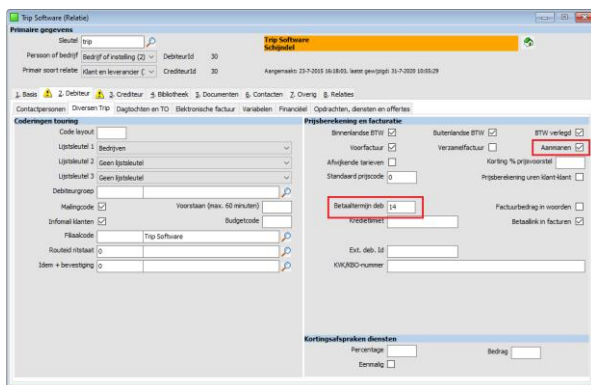 Trip Software (Relatie)
Primaire gegevens
Sleutel trip
Trip Software
Schijndel
Persoon of bedrijf Bedrijf of instelling (2) DebiteurId 30
Primair soort relatie Klant en leverancier ( CrediteurId 30 Aangemaakt: 23-7-2015 16:18:03, laatst gewijzigd: 31-7-2020 10:55:29
1. Basis 2. Debiteur 3. Crediteur 4. Bibliotheek 5. Documenten 6. Contacten 7. Overig 8. Relaties
Contactpersonen Diversen Trip Dagtochten en TO Elektronische factuur Variabelen Financieel Opdrachten, diensten en offertes
Coderingen touring
Code layout
Lijstsleutel 1 Bedrijven
Lijstsleutel 2 Geen lijstsleutel
Lijstsleutel 3 Geen lijstsleutel
Debiteurgroep
Mailingcode Voorstaan (max. 60 minuten)
Infomail klanten Budgetcode
Filiaalcode Trip Software
Routeid ritstaat 0
Idem + bevestiging 0
Prijsberekening en facturatie
Binnenlandse BTW Buitenlandse BTW BTW verlegd
Voorfactuur Verzamelfactuur Aanmanen
Afwijkende tarieven Korting % prijsvoorstel
Standaard prijscode 0 Prijsberekening uren klant-klant
Betaaltermijn deb 14 Factuurbedrag in woorden
Kredietlimiet Betaallink in facturen
Ext. deb. Id
KVK/RBO-nummer
Kortingsafspraken diensten
Percentage Bedrag
Eenmalig